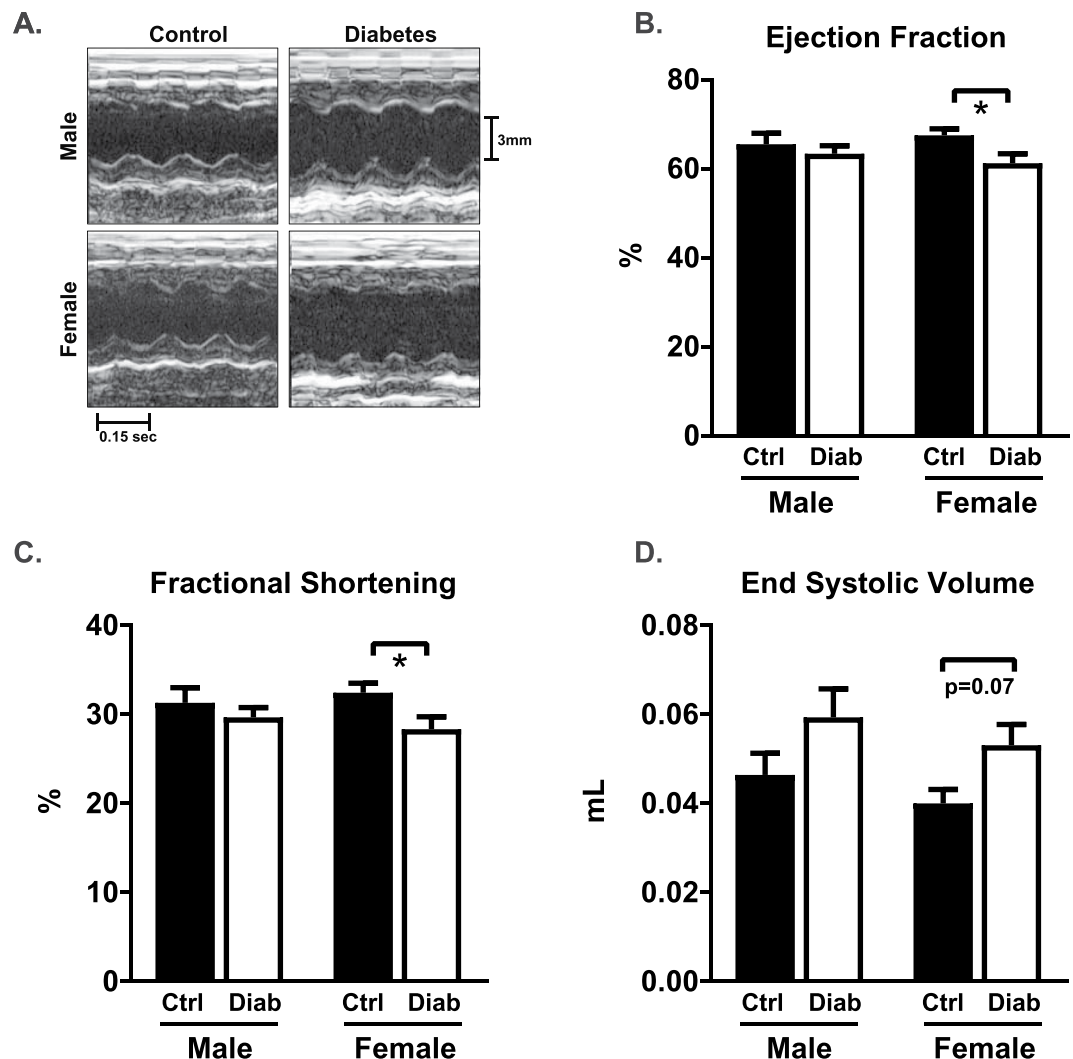 A.
Control Diabetes
Male
3mm
Female
0.15 sec
B.
Ejection Fraction
80
60
40
20
0
%
*
Ctrl Diab Ctrl Diab
Male Female
C.
Fractional Shortening
40
30
20
10
0
%
*
Ctrl Diab Ctrl Diab
Male Female
D.
End Systolic Volume
0.08
0.06
0.04
0.02
0.00
mL
p=0.07
Ctrl Diab Ctrl Diab
Male Female